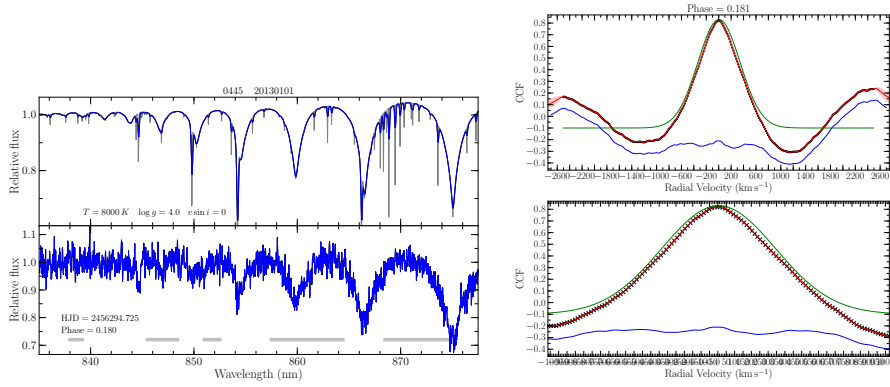 0445 20130101
Relative flux
1.0
0.8
T = 8000 K log g = 4.0 v sin i = 0
Relative flux
1.1
1.0
0.9
0.8
0.7
HJD = 2456294.725
Phase = 0.180
840 850 860 870
Wavelength (nm)
Phase = 0.181
CCF
0.8
0.7
0.6
0.5
0.4
0.3
0.2
0.1
−0.0
−0.1
−0.2
−0.3
−0.4
−2600 −2200 −1800 −1400 −1000 −600 −200 200 600 1000 1400 1800 2200 2600
Radial Velocity (km s⁻¹)
CCF
0.8
0.7
0.6
0.5
0.4
0.3
0.2
0.1
0.0
−0.1
−0.2
−0.3
−0.4
Radial Velocity (km s⁻¹)